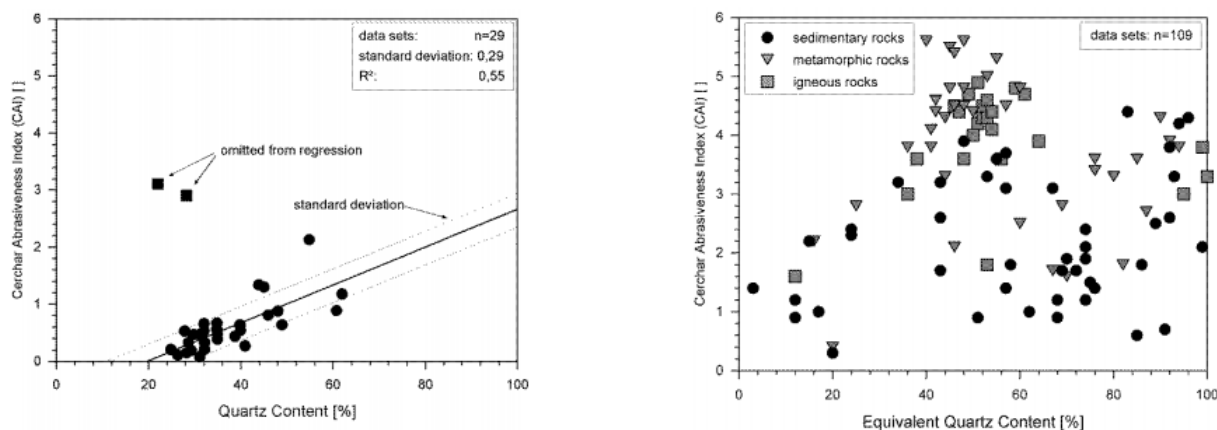 data sets: n=29
standard deviation: 0,29
R²: 0,55
omitted from regression
standard deviation
Cerchar Abrasiveness Index (CAI) [ ]
6
5
4
3
2
1
0
0 20 40 60 80 100
Quartz Content [%]
sedimentary rocks
metamorphic rocks
igneous rocks
data sets: n=109
Cerchar Abrasiveness Index (CAI) [ ]
6
5
4
3
2
1
0
0 20 40 60 80 100
Equivalent Quartz Content [%]